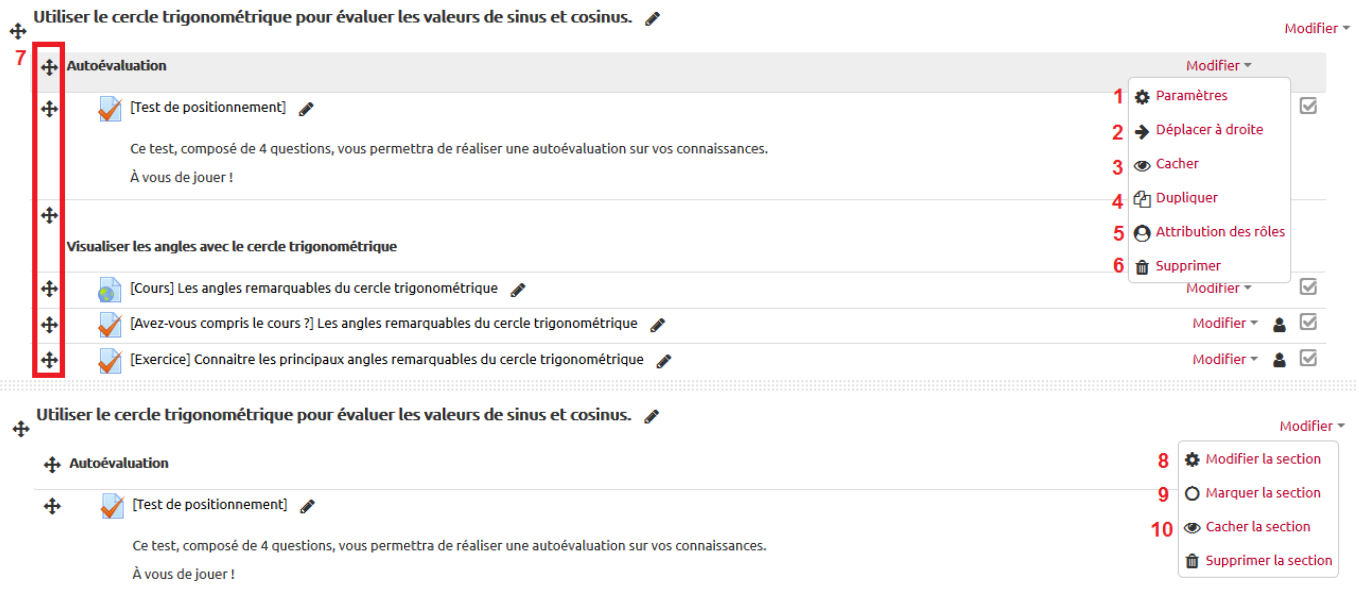 Utiliser le cercle trigonométrique pour évaluer les valeurs de sinus et cosinus.
Modifier
7
Autoévaluation
Modifier
[Test de positionnement]
1 Paramètres
2 Déplacer à droite
Ce test, composé de 4 questions, vous permettra de réaliser une autoévaluation sur vos connaissances.
3 Cacher
À vous de jouer !
4 Dupliquer
5 Attribution des rôles
Visualiser les angles avec le cercle trigonométrique
6 Supprimer
[Cours] Les angles remarquables du cercle trigonométrique
Modifier
[Avez-vous compris le cours ?] Les angles remarquables du cercle trigonométrique
Modifier
[Exercice] Connaitre les principaux angles remarquables du cercle trigonométrique
Modifier
Utiliser le cercle trigonométrique pour évaluer les valeurs de sinus et cosinus.
Modifier
Autoévaluation
8 Modifier la section
9 Marquer la section
[Test de positionnement]
10 Cacher la section
Ce test, composé de 4 questions, vous permettra de réaliser une autoévaluation sur vos connaissances.
Supprimer la section
À vous de jouer !